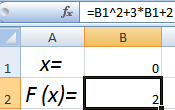 fx =B1^2+3*B1+2
A B
1 x= 0
2 F (x)= 2